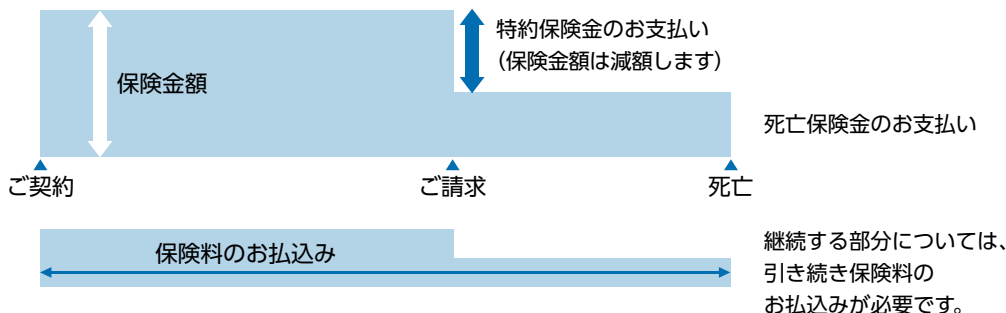 特約保険金のお支払い
（保険金額は減額します）
保険金額
死亡保険金のお支払い
ご契約
ご請求
死亡
保険料のお払込み
継続する部分については、
引き続き保険料の
お払込みが必要です。